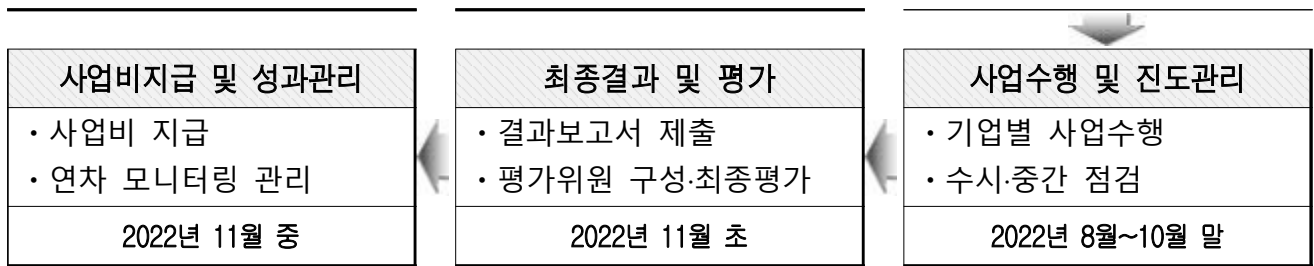 사업비지급 및 성과관리
・사업비 지급
・연차 모니터링 관리
2022년 11월 중
최종결과 및 평가
・결과보고서 제출
・평가위원 구성·최종평가
2022년 11월 초
사업수행 및 진도관리
・기업별 사업수행
・수시·중간 점검
2022년 8월~10월 말